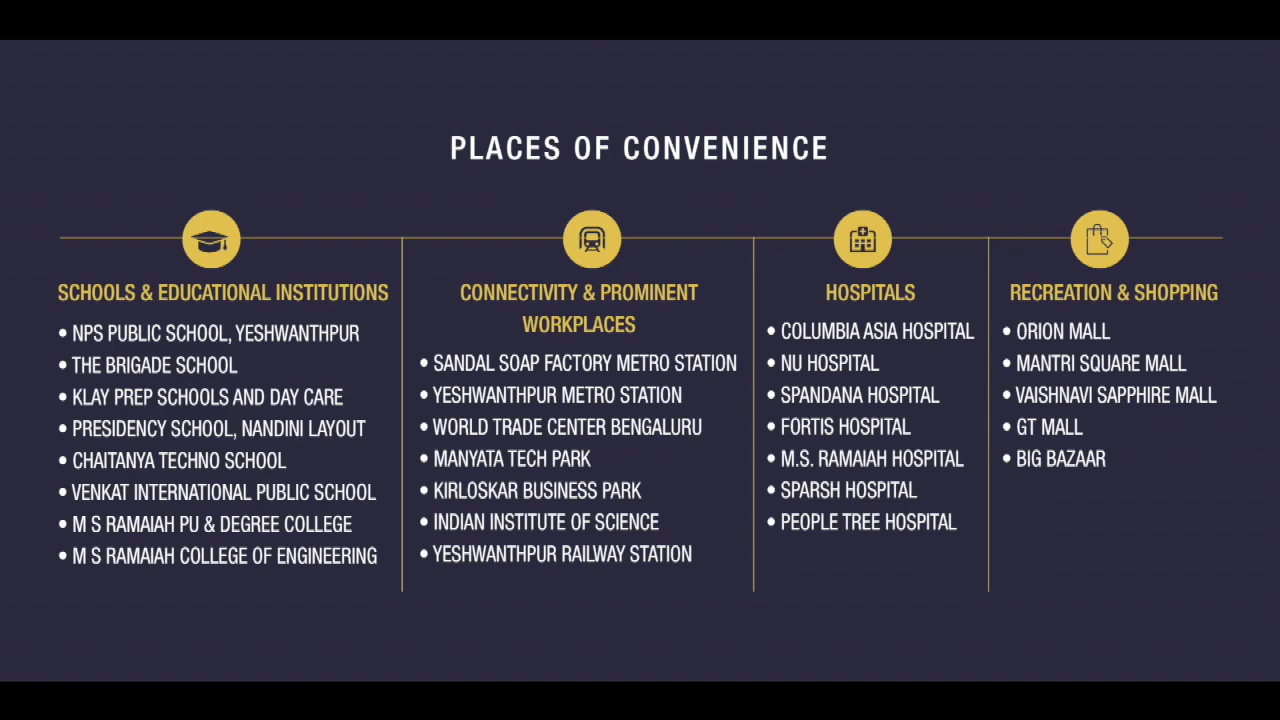 PLACES OF CONVENIENCE
SCHOOLS & EDUCATIONAL INSTITUTIONS
• NPS PUBLIC SCHOOL, YESHWANTHPUR
• THE BRIGADE SCHOOL
• KLAY PREP SCHOOLS AND DAY CARE
• PRESIDENCY SCHOOL, NANDINI LAYOUT
• CHAITANYA TECHNO SCHOOL
• VENKAT INTERNATIONAL PUBLIC SCHOOL
• M S RAMAIAH PU & DEGREE COLLEGE
• M S RAMAIAH COLLEGE OF ENGINEERING
CONNECTIVITY & PROMINENT
WORKPLACES
• SANDAL SOAP FACTORY METRO STATION
• YESHWANTHPUR METRO STATION
• WORLD TRADE CENTER BENGALURU
• MANYATA TECH PARK
• KIRLOSKAR BUSINESS PARK
• INDIAN INSTITUTE OF SCIENCE
• YESHWANTHPUR RAILWAY STATION
HOSPITALS
• COLUMBIA ASIA HOSPITAL
• NU HOSPITAL
• SPANDANA HOSPITAL
• FORTIS HOSPITAL
• M.S. RAMAIAH HOSPITAL
• SPARSH HOSPITAL
• PEOPLE TREE HOSPITAL
RECREATION & SHOPPING
• ORION MALL
• MANTRI SQUARE MALL
• VAISHNAVI SAPPHIRE MALL
• GT MALL
• BIG BAZAAR